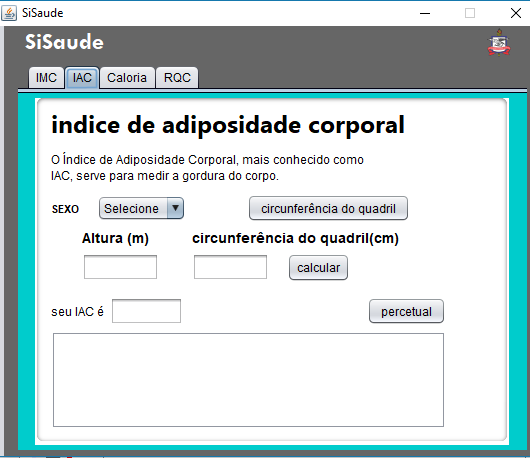 SiSaude
SiSaude
IMC IAC Caloria RQC
indice de adiposidade corporal
O Índice de Adiposidade Corporal, mais conhecido como
IAC, serve para medir a gordura do corpo.
SEXO Selecione circunferência do quadril
Altura (m) circunferência do quadril(cm)
calcular
seu IAC é percetual